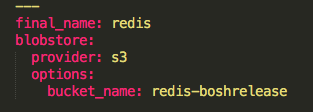 ---
final_name: redis
blobstore:
  provider: s3
  options:
    bucket_name: redis-boshrelease